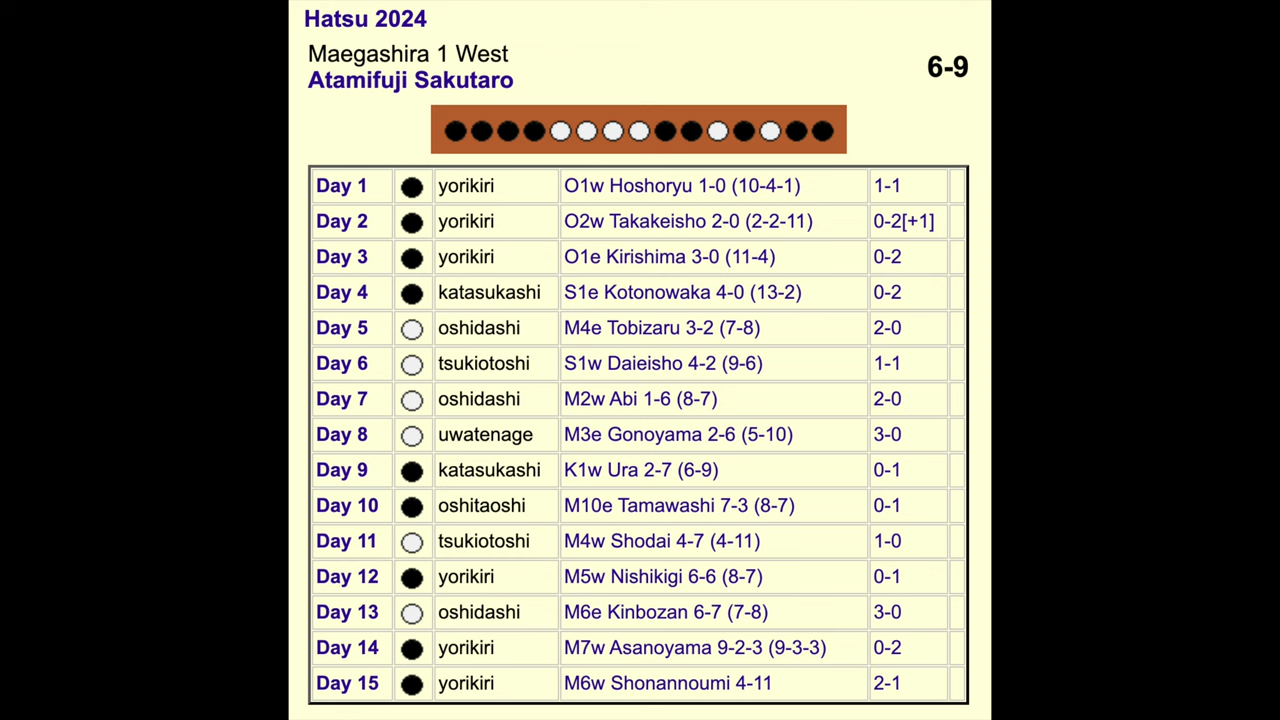 Hatsu 2024
Maegashira 1 West
Atamifuji Sakutaro
6-9
Day 1 yorikiri O1w Hoshoryu 1-0 (10-4-1) 1-1
Day 2 yorikiri O2w Takakeisho 2-0 (2-2-11) 0-2[+1]
Day 3 yorikiri O1e Kirishima 3-0 (11-4) 0-2
Day 4 katasukashi S1e Kotonowaka 4-0 (13-2) 0-2
Day 5 oshidashi M4e Tobizaru 3-2 (7-8) 2-0
Day 6 tsukiotoshi S1w Daieisho 4-2 (9-6) 1-1
Day 7 oshidashi M2w Abi 1-6 (8-7) 2-0
Day 8 uwatenage M3e Gonoyama 2-6 (5-10) 3-0
Day 9 katasukashi K1w Ura 2-7 (6-9) 0-1
Day 10 oshitaoshi M10e Tamawashi 7-3 (8-7) 0-1
Day 11 tsukiotoshi M4w Shodai 4-7 (4-11) 1-0
Day 12 yorikiri M5w Nishikigi 6-6 (8-7) 0-1
Day 13 oshidashi M6e Kinbozan 6-7 (7-8) 3-0
Day 14 yorikiri M7w Asanoyama 9-2-3 (9-3-3) 0-2
Day 15 yorikiri M6w Shonannoumi 4-11 2-1